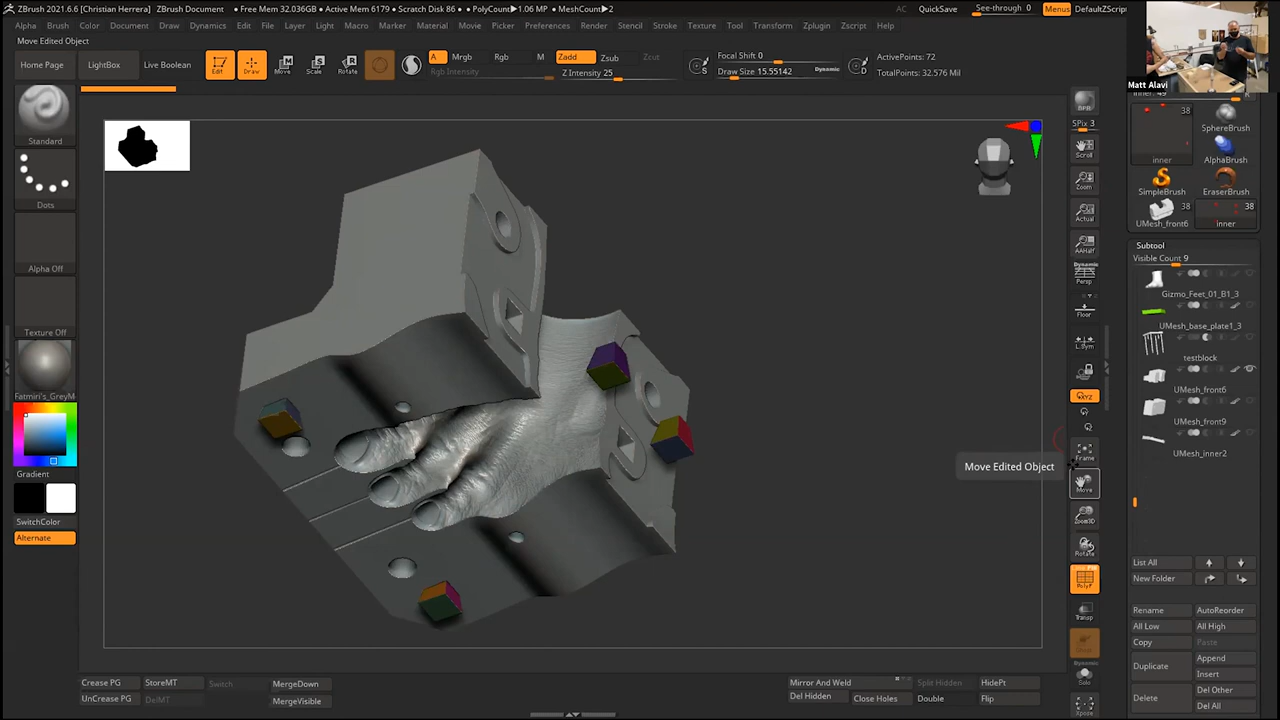 ZBrush 2021.6.6 [Christian Herrera]   ZBrush Document   • Free Mem 32.036GB • Active Mem 6179 • Scratch Disk 86 • PolyCount▶1.06 MP • MeshCount▶2   AC   QuickSave   See-through 0   Menus   DefaultZScript
Alpha Brush Color Document Draw Dynamics Edit File Layer Light Macro Marker Material Movie Picker Preferences Render Stencil Stroke Texture Tool Transform Zplugin Zscript Help
Move Edited Object
Home Page   LightBox   Live Boolean   Edit   Draw   Move   Scale   Rotate
A   Mrgb   Rgb   M   Zadd   Zsub   Zcut
Rgb Intensity   Z Intensity 25
Focal Shift 0
Draw Size 15.55142   Dynamic
S
D
ActivePoints: 72
TotalPoints: 32.576 Mil
Matt Alavi
Standard
Dots
Alpha Off
Texture Off
Gradient
SwitchColor
Alternate
BPR
SPix 3
Scroll
Zoom
Actual
AAHalf
Dynamic
Persp
Floor
L.Sym
Frame
Move
Zoom3D
Rotate
PolyF
Transp
Dynamic
Solo
Xpose
Move Edited Object
R
38
inner
SphereBrush
AlphaBrush
SimpleBrush
EraserBrush
38
UMesh_front6
38
inner
Subtool
Visible Count 9
Gizmo_Feet_01_B1_3
UMesh_base_plate1_3
testblock
UMesh_front6
UMesh_front9
UMesh_inner2
List All
New Folder
Rename   AutoReorder
All Low   All High
Copy   Paste
Duplicate   Append
Insert
Delete   Del Other
Del All
Crease PG   StoreMT   Switch   MergeDown
UnCrease PG   DelMT   MergeVisible
Mirror And Weld   Split Hidden   HidePt
Del Hidden   Close Holes   Double   Flip